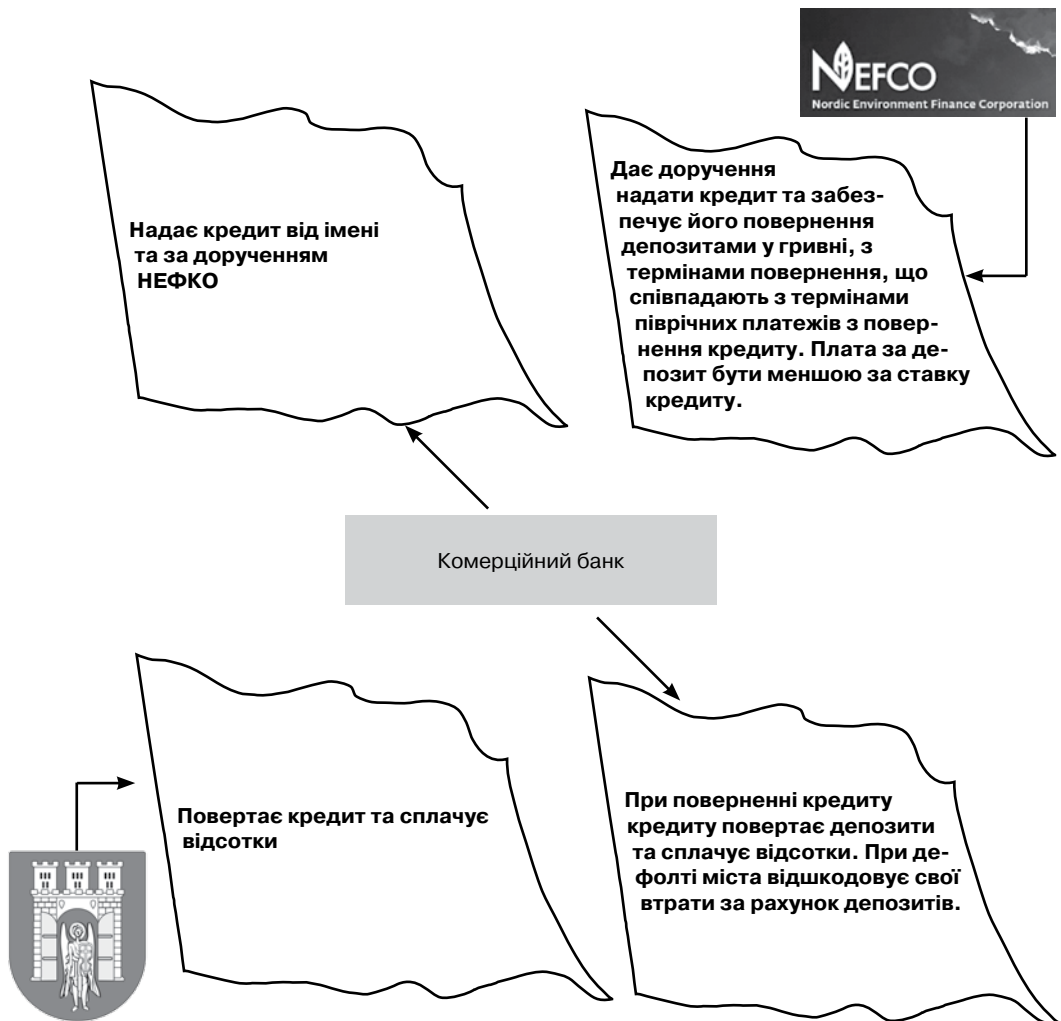 NEFCO
Nordic Environment Finance Corporation
Надає кредит від імені
та за дорученням
НЕФКО
Дає доручення
надати кредит та забез-
печує його повернення
депозитами у гривні, з
термінами повернення, що
співпадають з термінами
піврічних платежів з повер-
нення кредиту. Плата за де-
позит бути меншою за ставку
кредиту.
Комерційний банк
Повертає кредит та сплачує
відсотки
При поверненні кредиту
кредиту повертає депозити
та сплачує відсотки. При де-
фолті міста відшкодовує свої
втрати за рахунок депозитів.